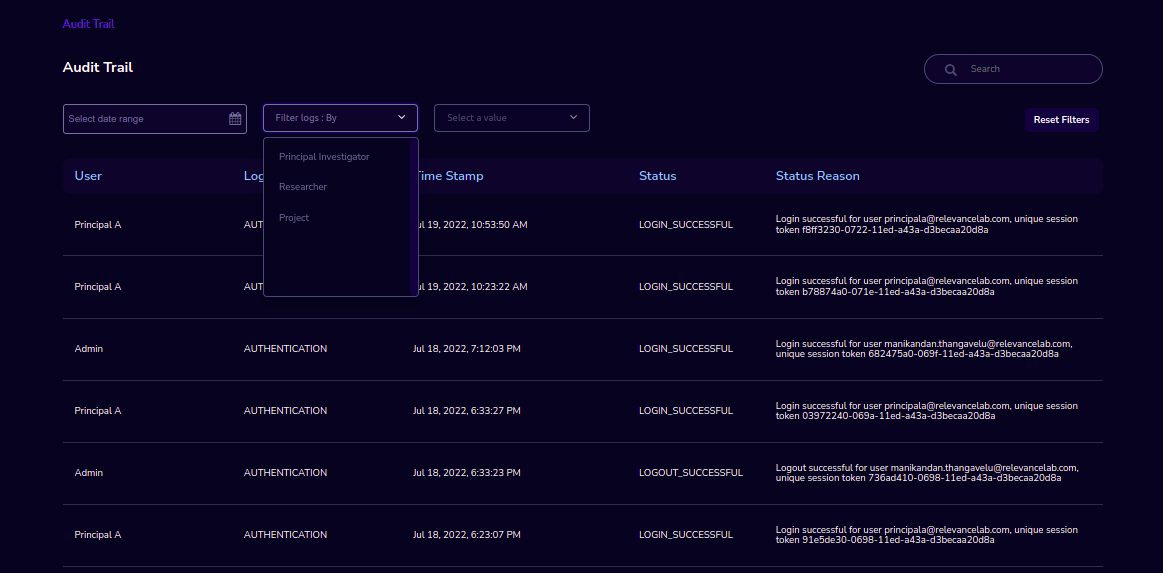 Audit Trail
Audit Trail
Search
Select date range
Filter logs : By
Select a value
Reset Filters
Principal Investigator
Researcher
Project
User
Log
Time Stamp
Status
Status Reason
Principal A
AUT
ul 19, 2022, 10:53:50 AM
LOGIN_SUCCESSFUL
Login successful for user principala@relevancelab.com, unique session
token f8ff3230-0722-11ed-a43a-d3becaa20d8a
Principal A
AUT
ul 19, 2022, 10:23:22 AM
LOGIN_SUCCESSFUL
Login successful for user principala@relevancelab.com, unique session
token b78874a0-071e-11ed-a43a-d3becaa20d8a
Admin
AUTHENTICATION
Jul 18, 2022, 7:12:03 PM
LOGIN_SUCCESSFUL
Login successful for user manikandan.thangavelu@relevancelab.com,
unique session token 682475a0-069f-11ed-a43a-d3becaa20d8a
Principal A
AUTHENTICATION
Jul 18, 2022, 6:33:27 PM
LOGIN_SUCCESSFUL
Login successful for user principala@relevancelab.com, unique session
token 03972240-069a-11ed-a43a-d3becaa20d8a
Admin
AUTHENTICATION
Jul 18, 2022, 6:33:23 PM
LOGOUT_SUCCESSFUL
Logout successful for user manikandan.thangavelu@relevancelab.com,
unique session token 736ad410-0698-11ed-a43a-d3becaa20d8a
Principal A
AUTHENTICATION
Jul 18, 2022, 6:23:07 PM
LOGIN_SUCCESSFUL
Login successful for user principala@relevancelab.com, unique session
token 91e5de30-0698-11ed-a43a-d3becaa20d8a